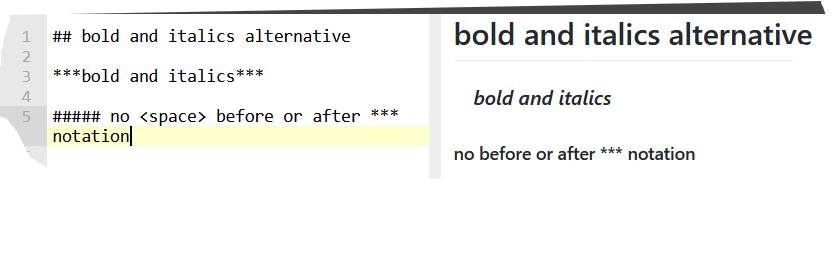 1 ## bold and italics alternative
2
3 ***bold and italics***
4
5 ##### no <space> before or after ***
notation
bold and italics alternative
bold and italics
no before or after *** notation